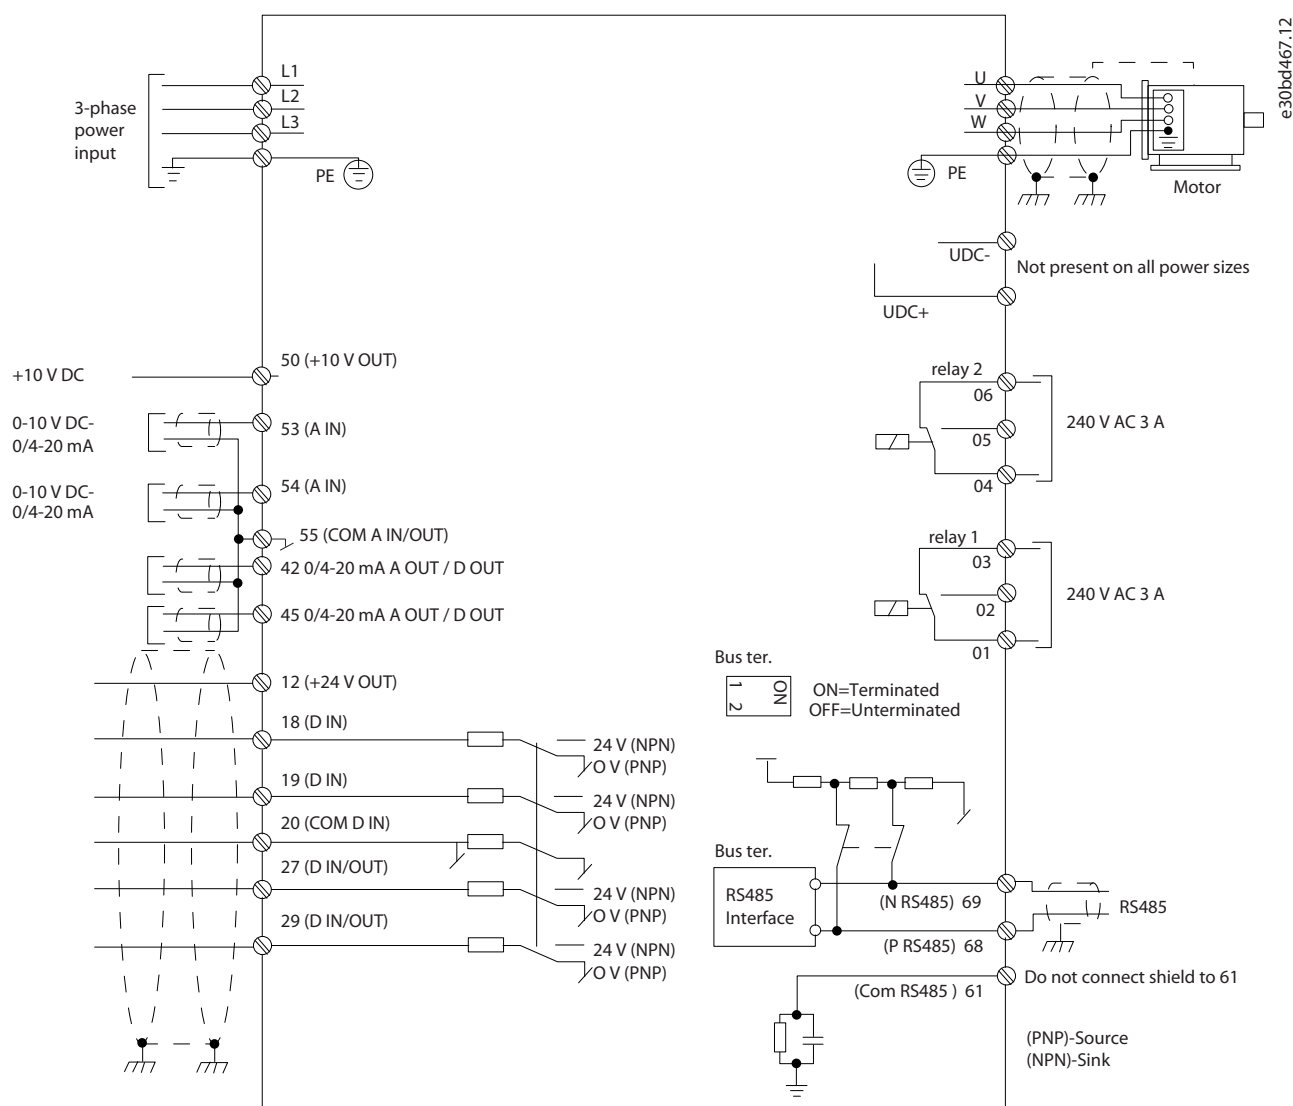 e30bd467.12
3-phase
power
input
L1
L2
L3
PE
U
V
W
PE
Motor
UDC-
Not present on all power sizes
UDC+
+10 V DC
50 (+10 V OUT)
0-10 V DC-
0/4-20 mA
53 (A IN)
0-10 V DC-
0/4-20 mA
54 (A IN)
55 (COM A IN/OUT)
42 0/4-20 mA A OUT / D OUT
45 0/4-20 mA A OUT / D OUT
12 (+24 V OUT)
18 (D IN)
24 V (NPN)
O V (PNP)
19 (D IN)
24 V (NPN)
O V (PNP)
20 (COM D IN)
27 (D IN/OUT)
24 V (NPN)
O V (PNP)
29 (D IN/OUT)
24 V (NPN)
O V (PNP)
relay 2
06
05
04
240 V AC 3 A
relay 1
03
02
01
240 V AC 3 A
Bus ter.
1
2
ON
ON=Terminated
OFF=Unterminated
Bus ter.
RS485
Interface
(N RS485) 69
(P RS485) 68
RS485
(Com RS485 ) 61
Do not connect shield to 61
(PNP)-Source
(NPN)-Sink